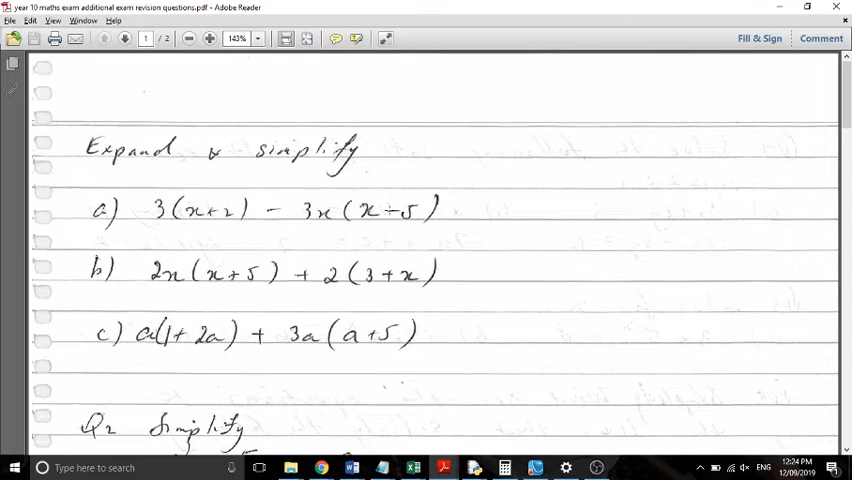 year 10 maths exam additional exam revision questions.pdf - Adobe Reader
File Edit View Window Help
1 / 2 143% Fill & Sign Comment
Expand & simplify
a) 3(x+2) - 3x(x-5)
b) 2x(x+5) + 2(3+x)
c) a(1+2a) + 3a(a+5)
Q2 Simplify
Type here to search
ENG
12:24 PM
12/09/2019